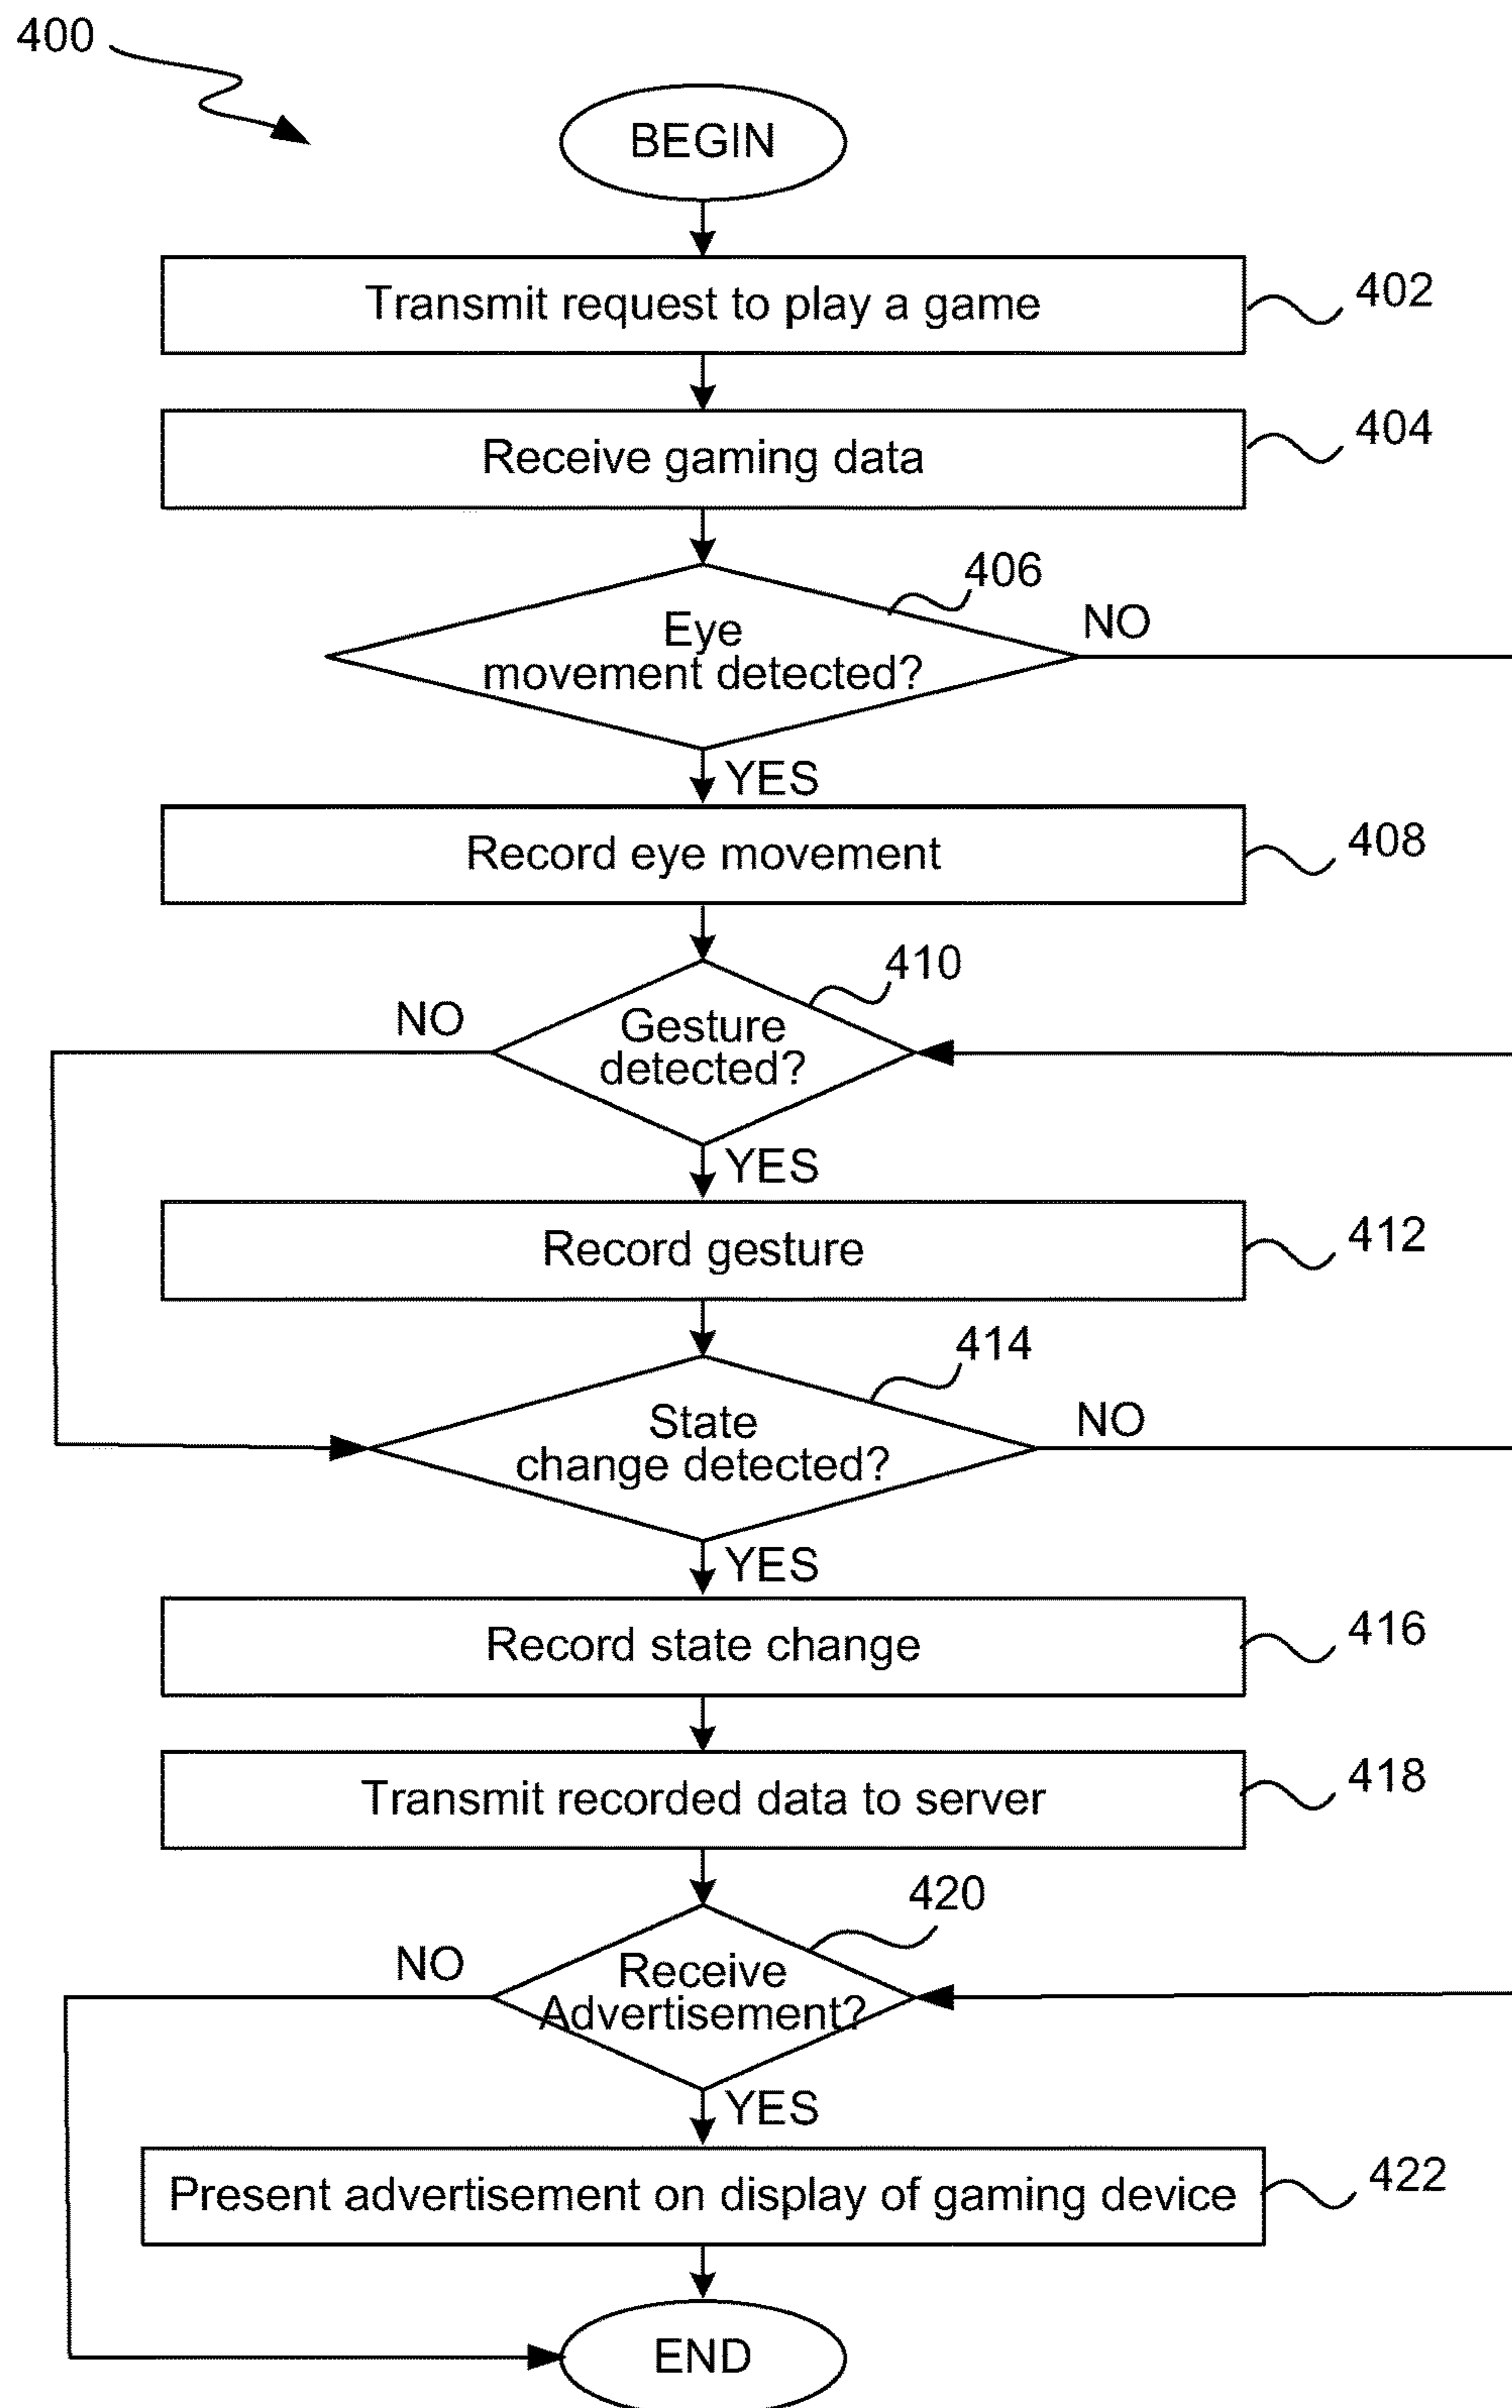 400
BEGIN
Transmit request to play a game
402
Receive gaming data
404
406
Eye
movement detected?
NO
YES
Record eye movement
408
410
NO
Gesture
detected?
YES
Record gesture
412
414
State
change detected?
NO
YES
Record state change
416
Transmit recorded data to server
418
420
NO
Receive
Advertisement?
YES
Present advertisement on display of gaming device
422
END